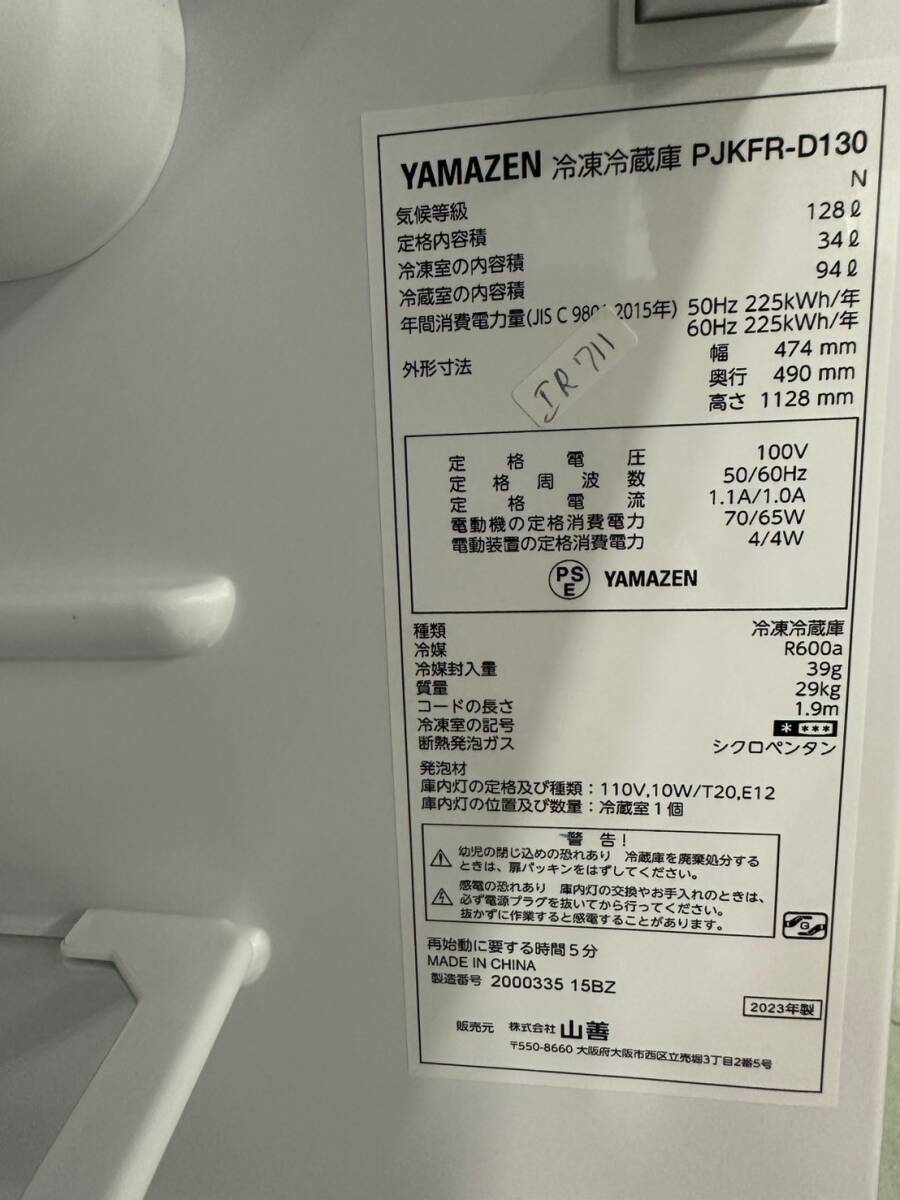 YAMAZEN 冷凍冷蔵庫 PJKFR-D130
気候等級 N
定格内容積 128ℓ
冷凍室の内容積 34ℓ
冷蔵室の内容積 94ℓ
年間消費電力量(JIS C 980 2015年) 50Hz 225kWh/年
60Hz 225kWh/年
外形寸法 幅 474 mm
奥行 490 mm
高さ 1128 mm
IR 711
定格電圧 100V
定格周波数 50/60Hz
定格電流 1.1A/1.0A
電動機の定格消費電力 70/65W
電動装置の定格消費電力 4/4W
PSE YAMAZEN
種類 冷凍冷蔵庫
冷媒 R600a
冷媒封入量 39g
質量 29kg
コードの長さ 1.9m
冷凍室の記号 * ***
断熱発泡ガス シクロペンタン
発泡材
庫内灯の定格及び種類：110V,10W/T20,E12
庫内灯の位置及び数量：冷蔵室1個
警告!
幼児の閉じ込めの恐れあり 冷蔵庫を廃棄処分する
ときは、扉パッキンをはずしてください。
感電の恐れあり 庫内灯の交換やお手入れのときは、
必ず電源プラグを抜いてから行ってください。
抜かずに作業すると感電することがあります。
G
再始動に要する時間5分
MADE IN CHINA
製造番号 2000335 15BZ
2023年製
販売元 株式会社 山善
〒550-8660 大阪府大阪市西区立売堀3丁目2番5号